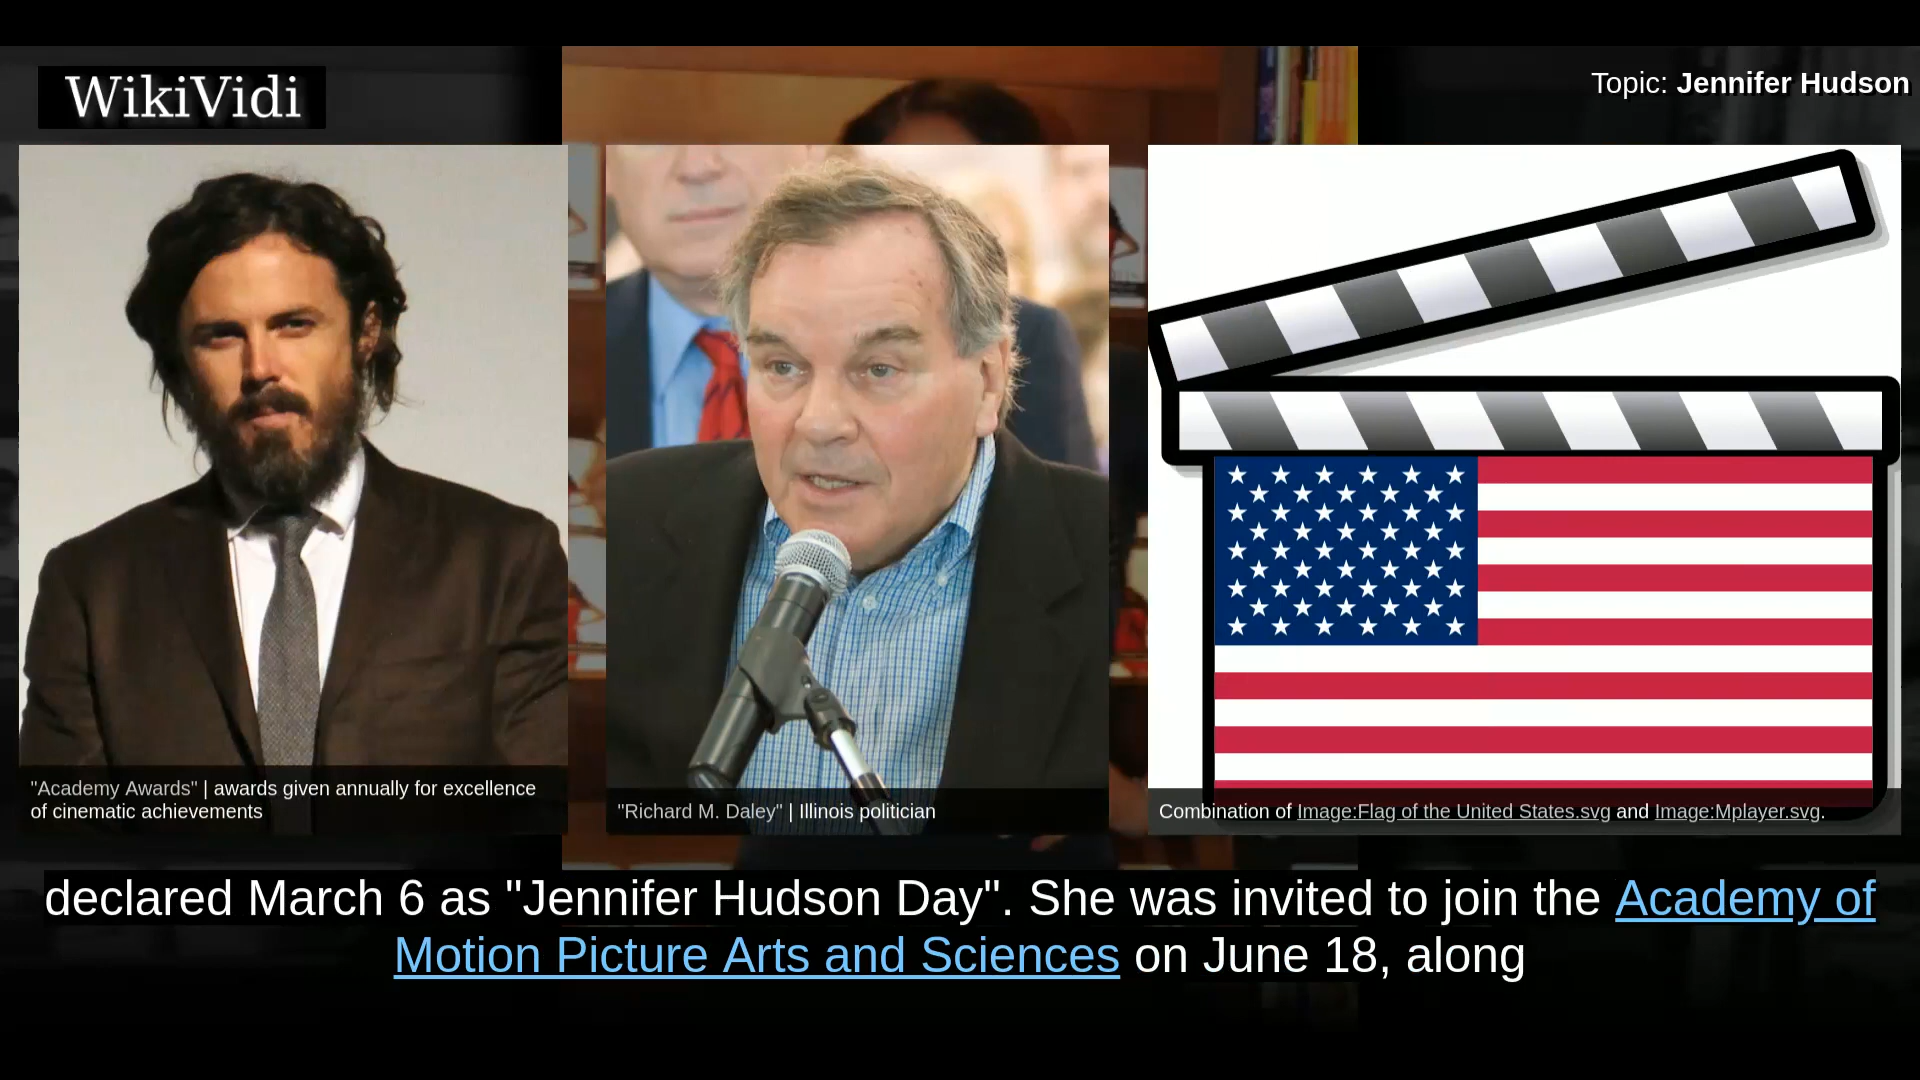 WikiVidi
Topic: Jennifer Hudson
"Academy Awards" | awards given annually for excellence
of cinematic achievements
"Richard M. Daley" | Illinois politician
Combination of Image:Flag of the United States.svg and Image:Mplayer.svg.
declared March 6 as "Jennifer Hudson Day". She was invited to join the Academy of
Motion Picture Arts and Sciences on June 18, along